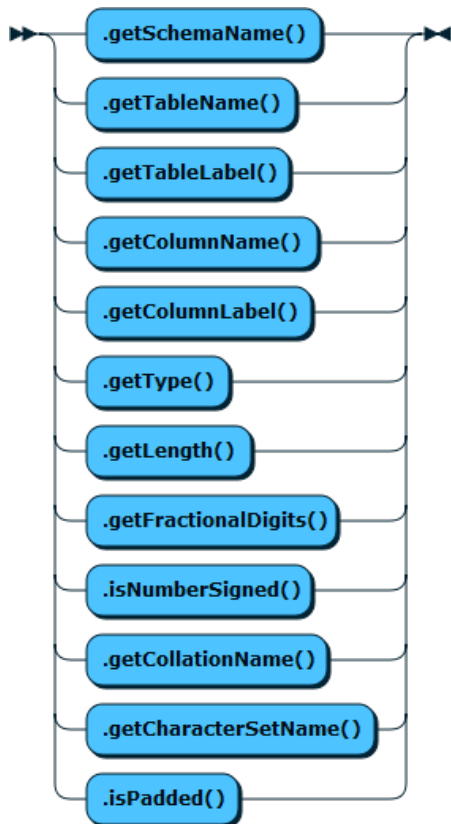 .getSchemaName()
.getTableName()
.getTableLabel()
.getColumnName()
.getColumnLabel()
.getType()
.getLength()
.getFractionalDigits()
.isNumberSigned()
.getCollationName()
.getCharacterSetName()
.isPadded()